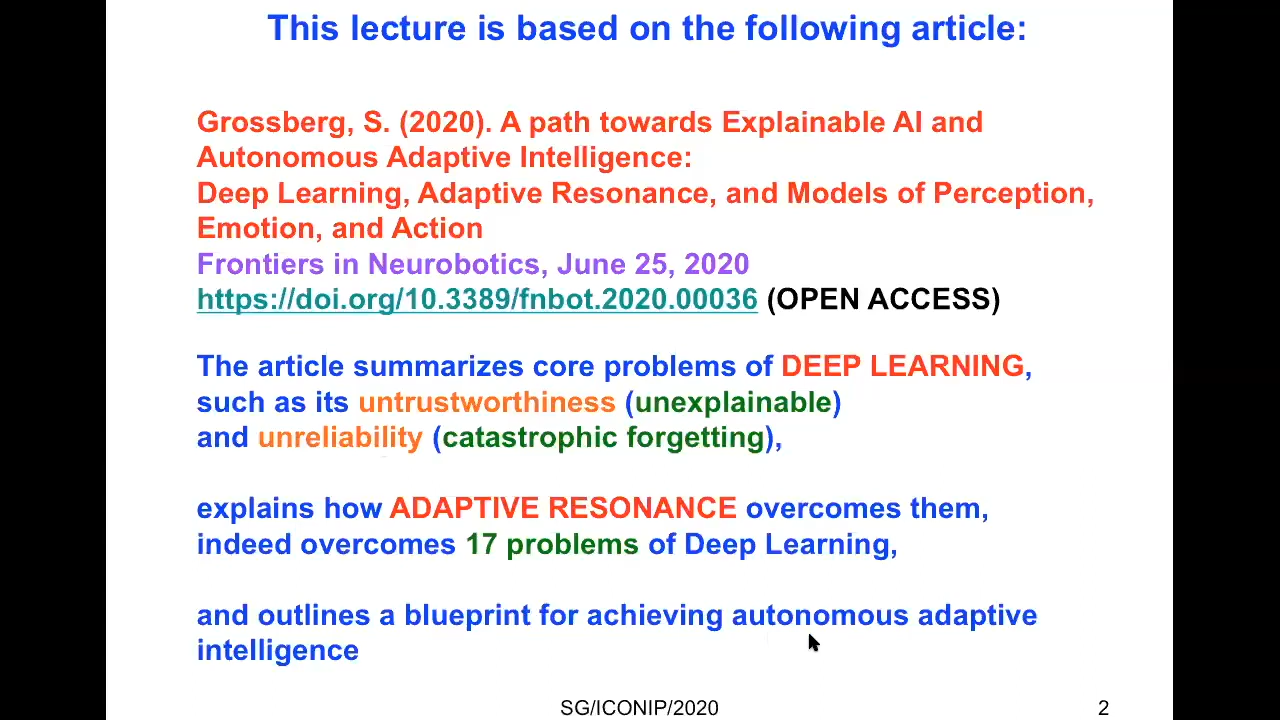 This lecture is based on the following article:
Grossberg, S. (2020). A path towards Explainable AI and
Autonomous Adaptive Intelligence:
Deep Learning, Adaptive Resonance, and Models of Perception,
Emotion, and Action
Frontiers in Neurobotics, June 25, 2020
https://doi.org/10.3389/fnbot.2020.00036 (OPEN ACCESS)
The article summarizes core problems of DEEP LEARNING,
such as its untrustworthiness (unexplainable)
and unreliability (catastrophic forgetting),
explains how ADAPTIVE RESONANCE overcomes them,
indeed overcomes 17 problems of Deep Learning,
and outlines a blueprint for achieving autonomous adaptive
intelligence
SG/ICONIP/2020
2